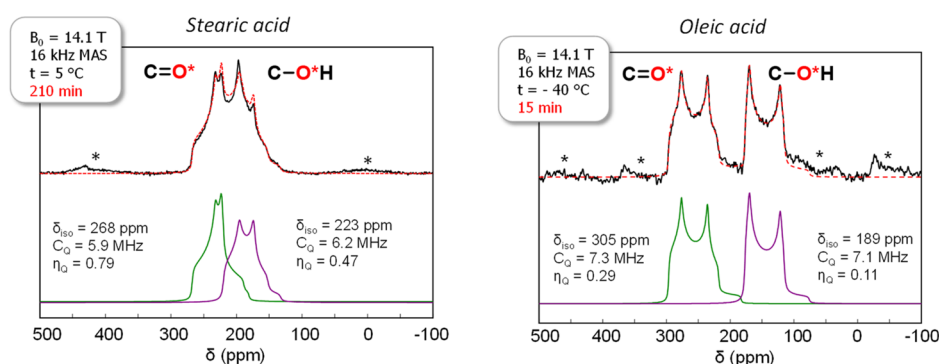 Stearic acid
B₀ = 14.1 T
16 kHz MAS
t = 5 °C
210 min
C=O*
C–O*H
*
*
δiso = 268 ppm
CQ = 5.9 MHz
ηQ = 0.79
δiso = 223 ppm
CQ = 6.2 MHz
ηQ = 0.47
500 400 300 200 100 0 -100
δ (ppm)
Oleic acid
B₀ = 14.1 T
16 kHz MAS
t = - 40 °C
15 min
C=O*
C–O*H
*
*
*
*
δiso = 305 ppm
CQ = 7.3 MHz
ηQ = 0.29
δiso = 189 ppm
CQ = 7.1 MHz
ηQ = 0.11
500 400 300 200 100 0 -100
δ (ppm)